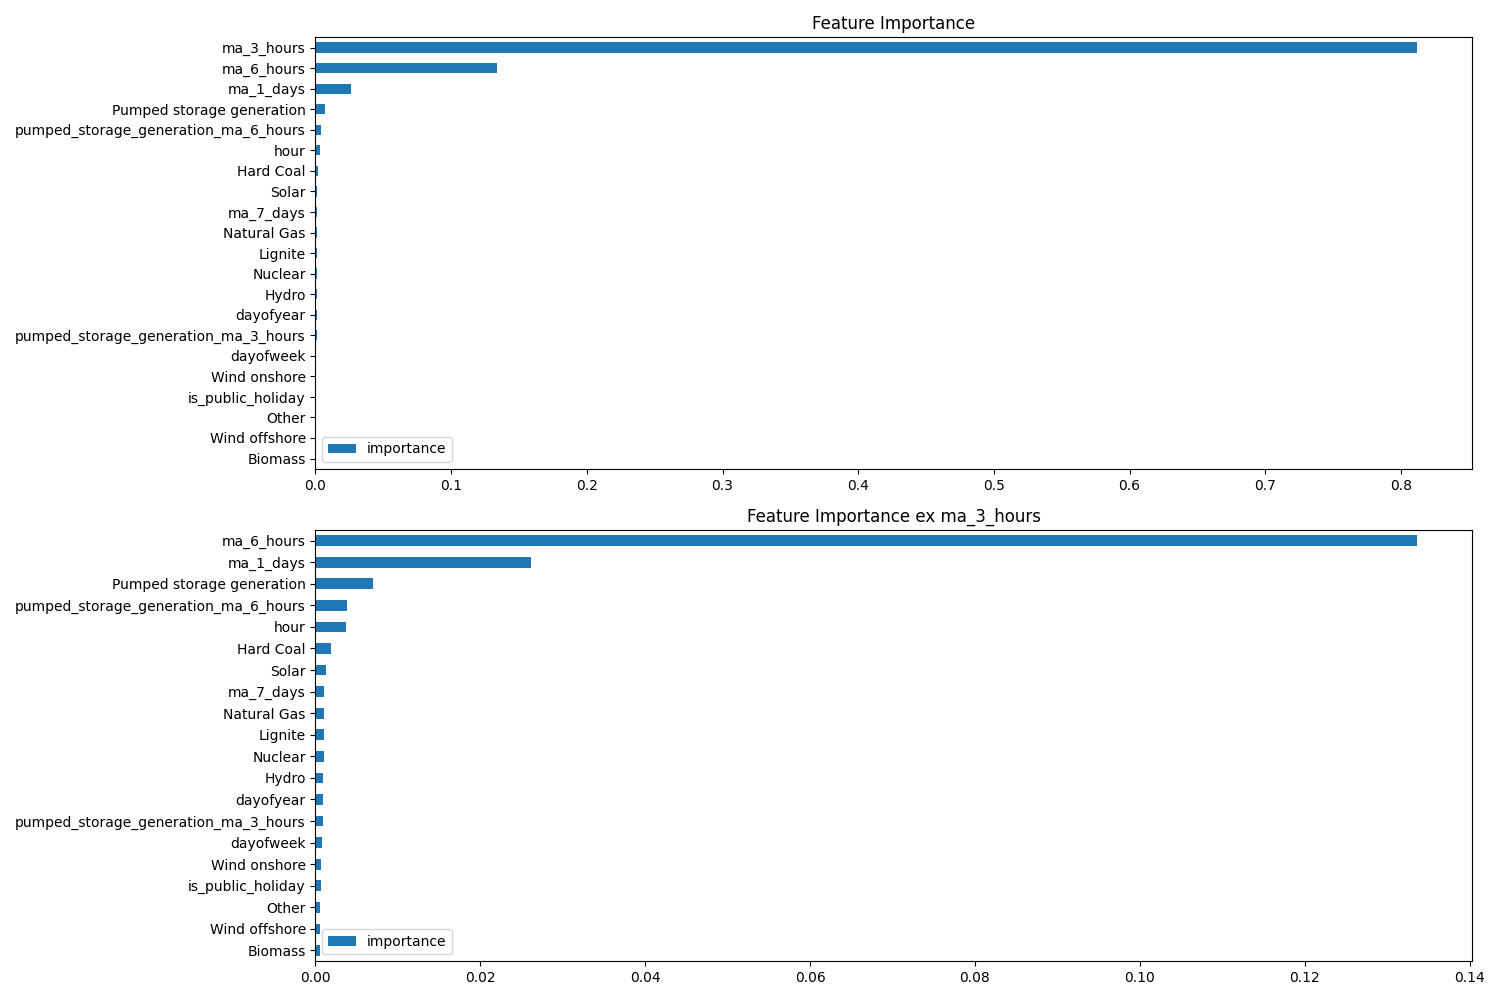 Feature Importance
ma_3_hours
ma_6_hours
ma_1_days
Pumped storage generation
pumped_storage_generation_ma_6_hours
hour
Hard Coal
Solar
ma_7_days
Natural Gas
Lignite
Nuclear
Hydro
dayofyear
pumped_storage_generation_ma_3_hours
dayofweek
Wind onshore
is_public_holiday
Other
Wind offshore
Biomass
importance
0.0 0.1 0.2 0.3 0.4 0.5 0.6 0.7 0.8
Feature Importance ex ma_3_hours
ma_6_hours
ma_1_days
Pumped storage generation
pumped_storage_generation_ma_6_hours
hour
Hard Coal
Solar
ma_7_days
Natural Gas
Lignite
Nuclear
Hydro
dayofyear
pumped_storage_generation_ma_3_hours
dayofweek
Wind onshore
is_public_holiday
Other
Wind offshore
Biomass
importance
0.00 0.02 0.04 0.06 0.08 0.10 0.12 0.14